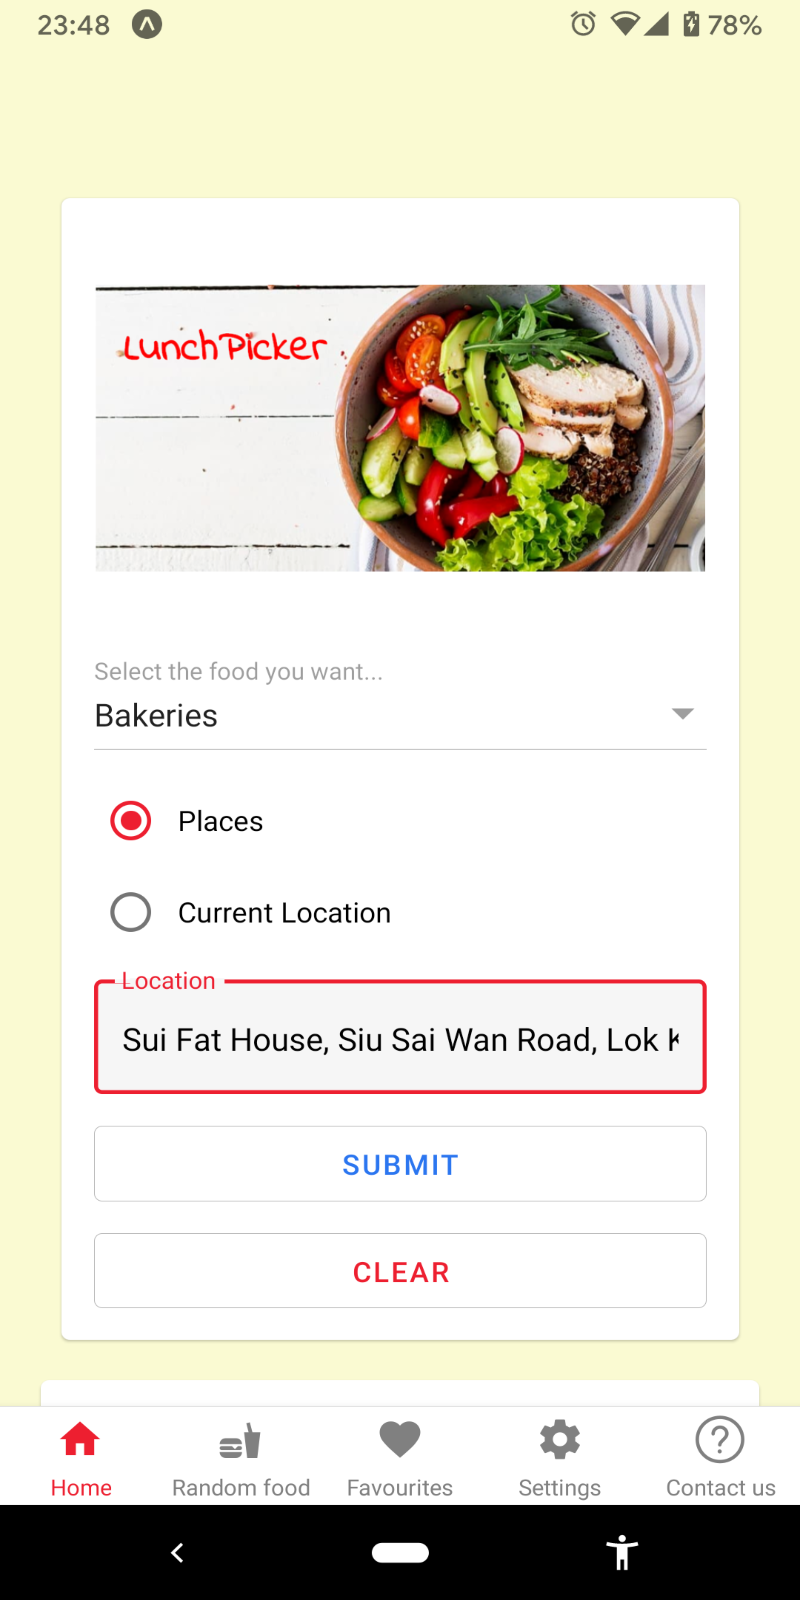 23:48
78%
LunchPicker
Select the food you want...
Bakeries
Places
Current Location
Location
Sui Fat House, Siu Sai Wan Road, Lok
SUBMIT
CLEAR
Home
Random food
Favourites
Settings
Contact us